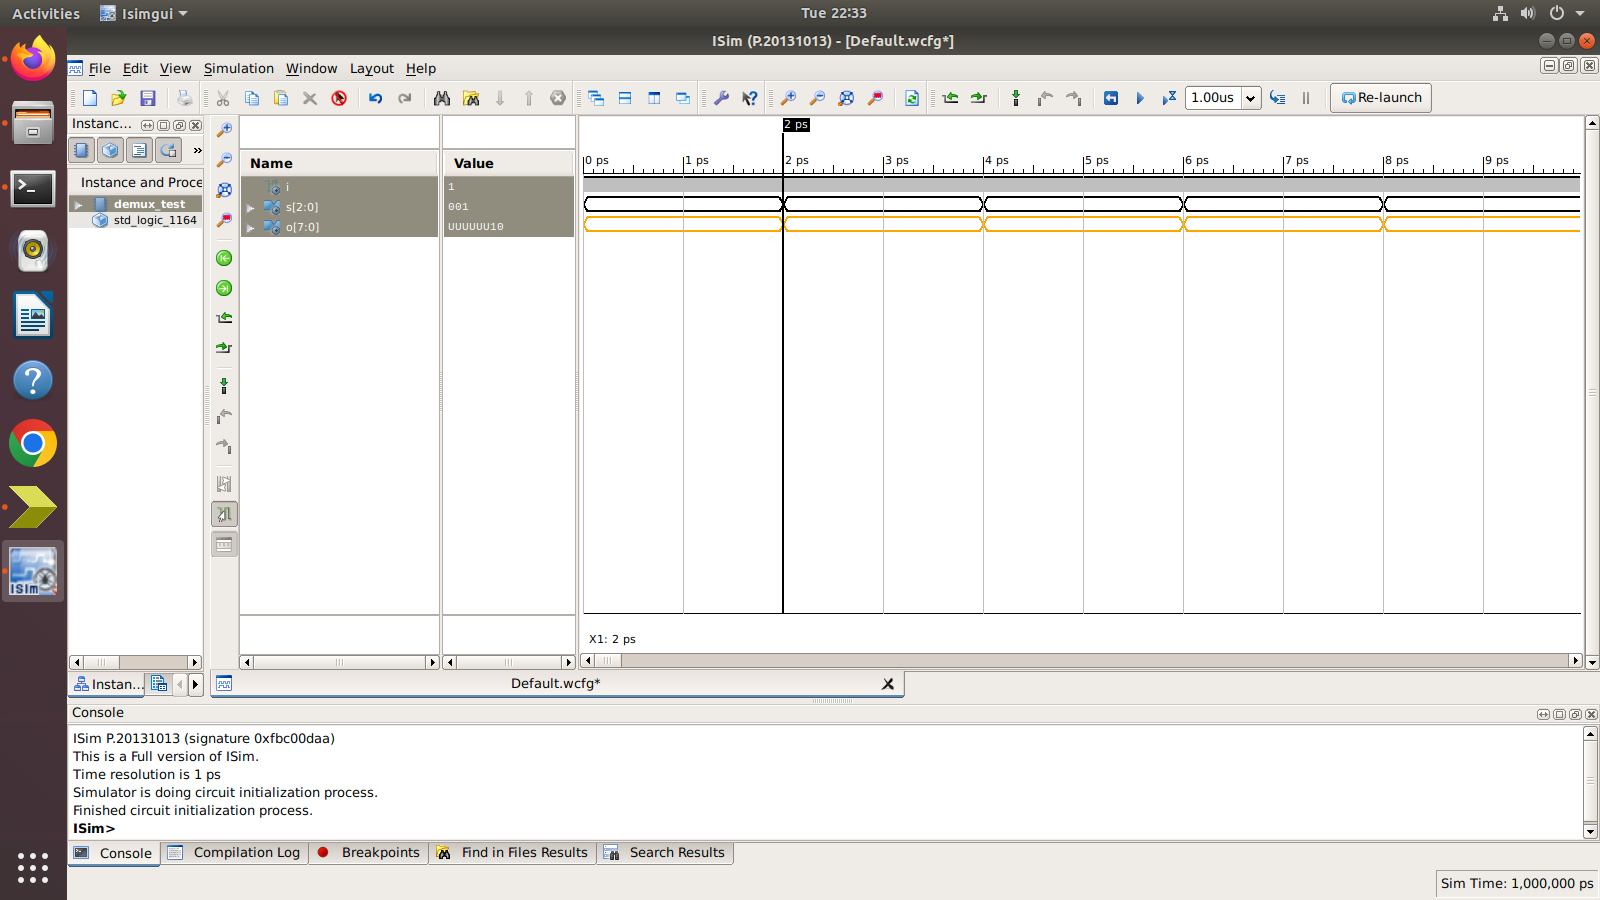 Activities
Isimgui
Tue 22:33
ISim (P.20131013) - [Default.wcfg*]
File Edit View Simulation Window Layout Help
1.00us
Re-launch
Instanc...
»
Instance and Proce
demux_test
std_logic_1164
Name
Value
i
1
s[2:0]
001
o[7:0]
UUUUUU10
2 ps
0 ps 1 ps 2 ps 3 ps 4 ps 5 ps 6 ps 7 ps 8 ps 9 ps
X1: 2 ps
Instan...
Default.wcfg*
Console
ISim P.20131013 (signature 0xfbc00daa)
This is a Full version of ISim.
Time resolution is 1 ps
Simulator is doing circuit initialization process.
Finished circuit initialization process.
ISim>
Console Compilation Log Breakpoints Find in Files Results Search Results
Sim Time: 1,000,000 ps
ISim